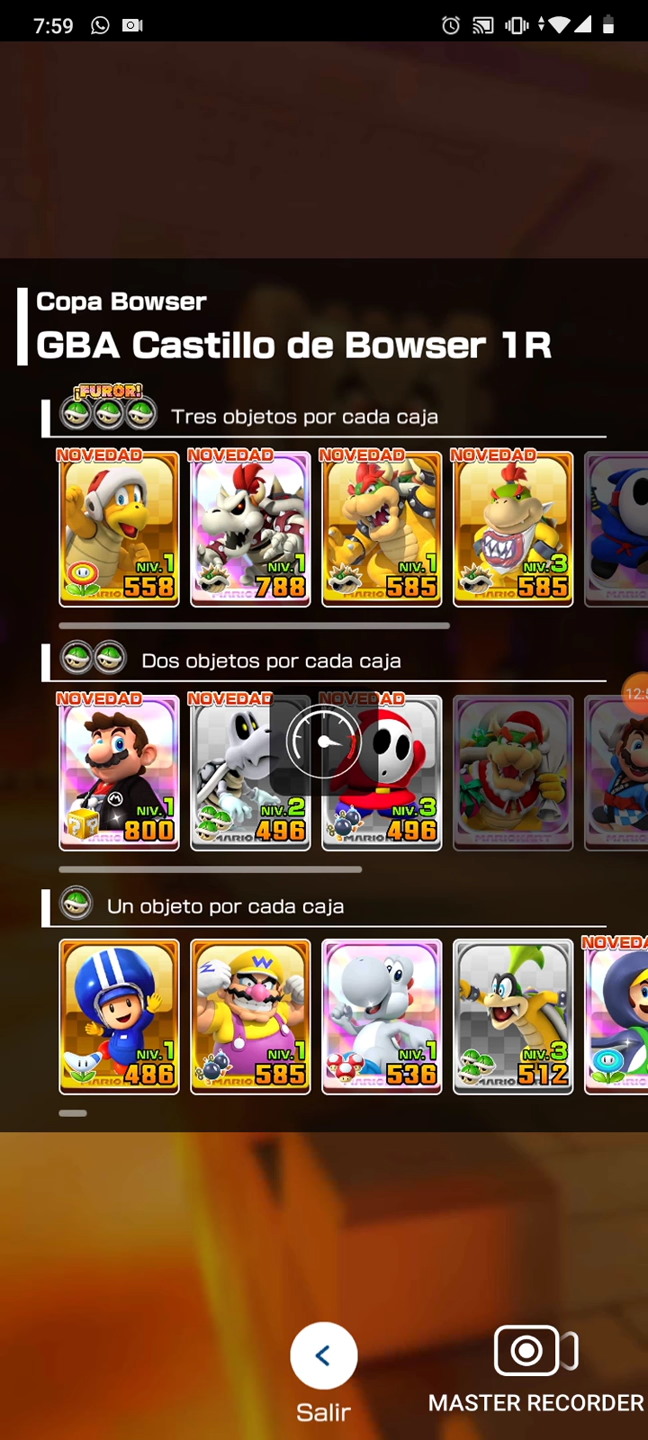 7:59
Copa Bowser
GBA Castillo de Bowser 1R
¡FUROR!
Tres objetos por cada caja
NOVEDAD NOVEDAD NOVEDAD NOVEDAD
NIV.1 NIV.1 NIV.1 NIV.3
558 788 585 585
Dos objetos por cada caja
NOVEDAD NOVEDAD NOVEDAD
NIV.1 NIV.2 NIV.3
800 496 496
MARIOKART
Un objeto por cada caja
NIV.1 NIV.1 NIV.1 NIV.3
486 585 536 512
Salir
MASTER RECORDER